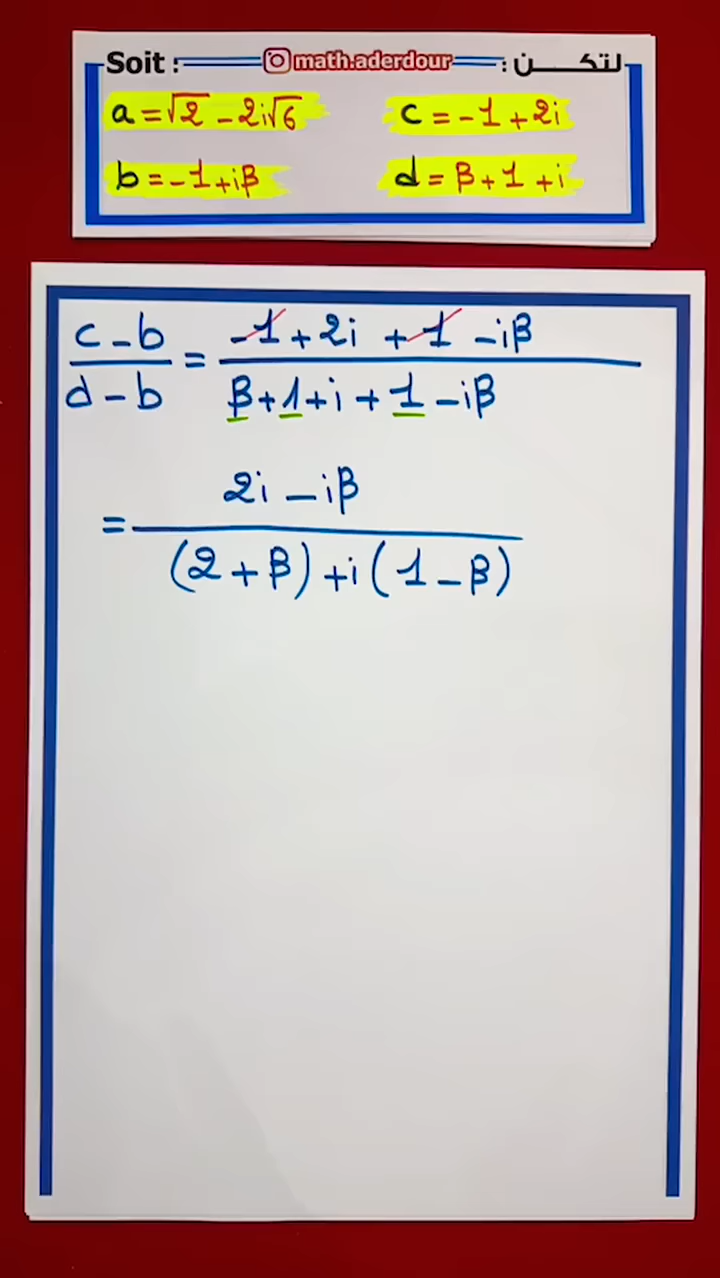 Soit : math.aderdour لتكــــن :
a = √2 - 2i√6 c = -1 + 2i
b = -1 + iβ d = β + 1 + i
c - b / d - b = -1 + 2i + 1 - iβ / β + 1 + i + 1 - iβ
= 2i - iβ / (2 + β) + i(1 - β)